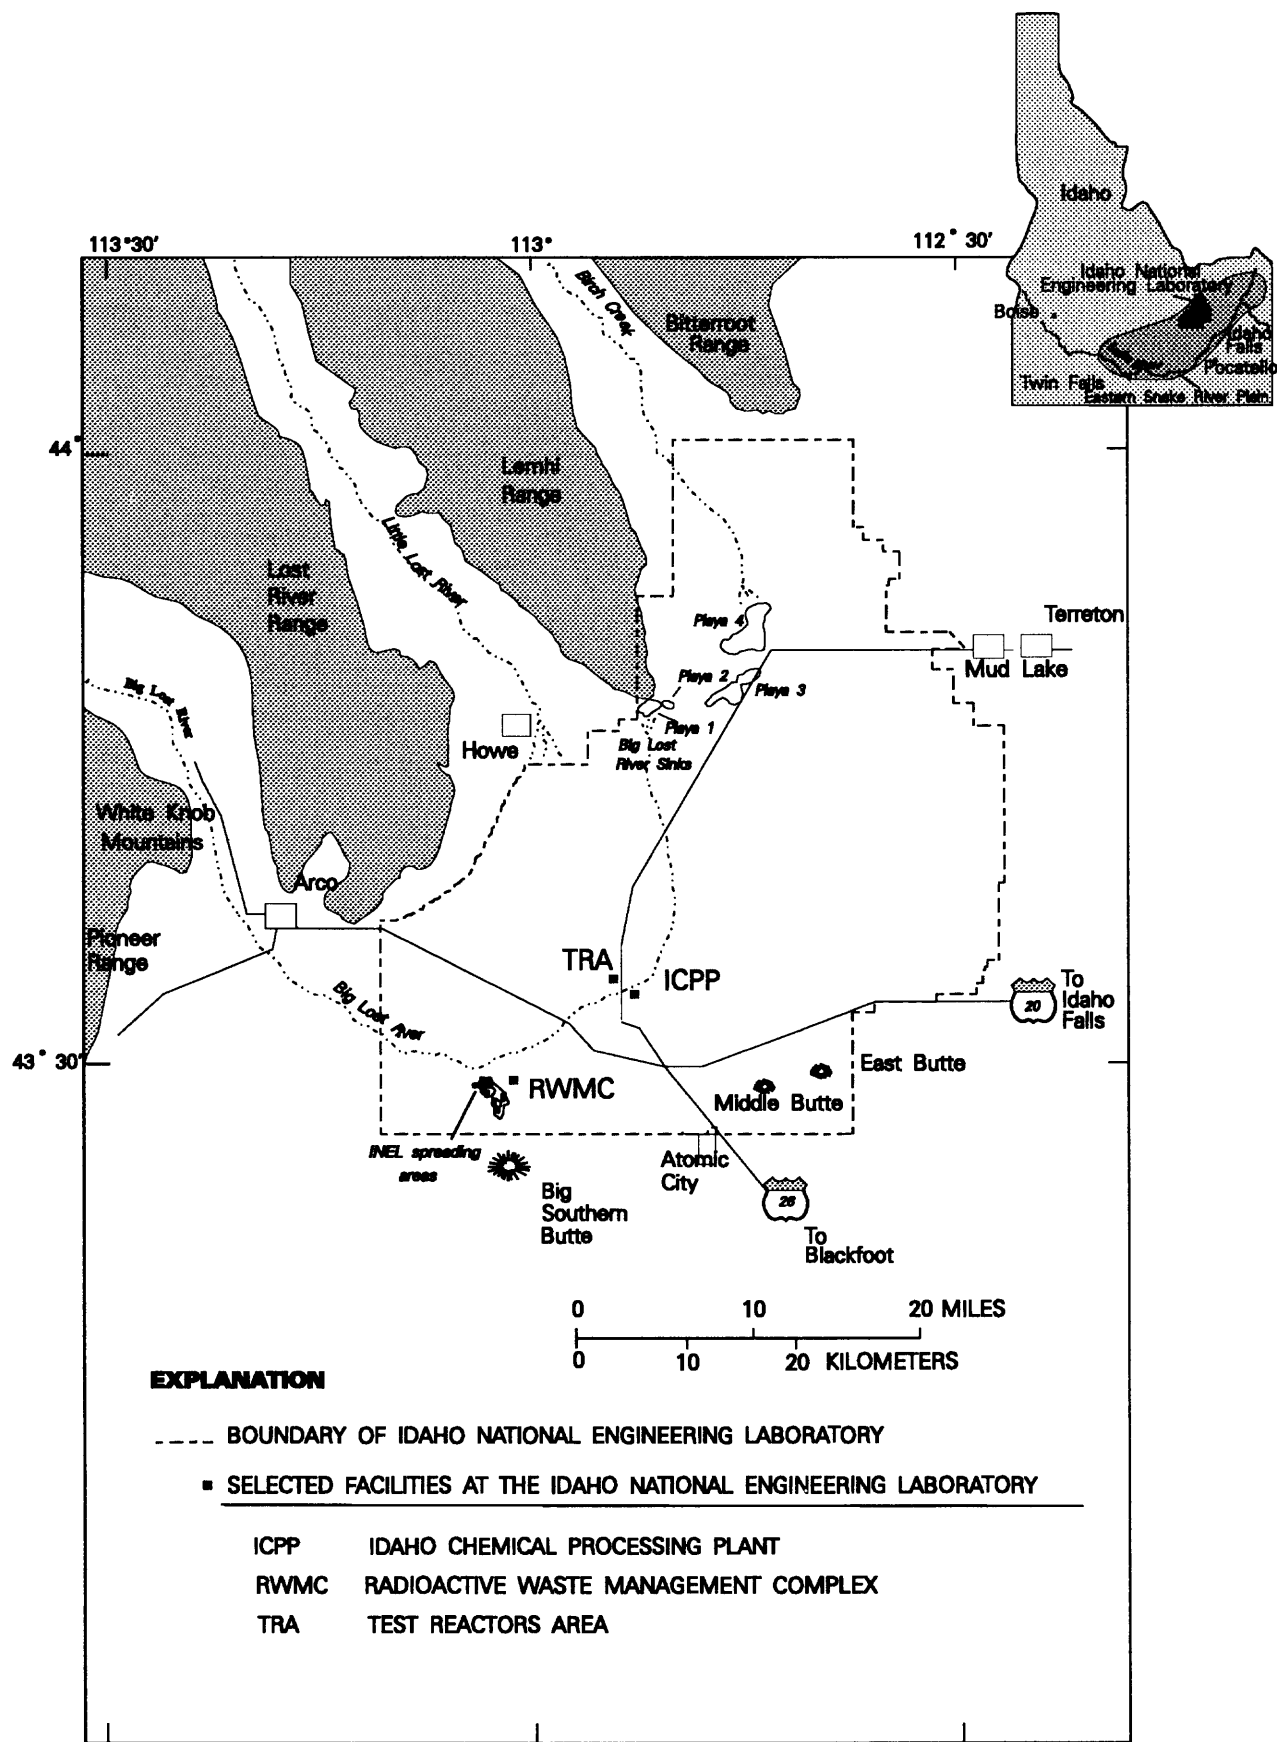 Idaho
Idaho National
Engineering Laboratory
Boise
Idaho
Falls
Pocatello
Twin Falls
Eastern Snake River Plain
113°30'
113°
112° 30'
Birch Creek
Bitterroot
Range
44°
Lemhi
Range
Little Lost River
Lost
River
Range
Terreton
Playa 4
Mud Lake
Playa 2
Playa 3
Big Lost
River
Playa 1
Howe
Big Lost
River Sinks
White Knob
Mountains
Arco
Pioneer
Range
TRA
ICPP
To
Idaho
Falls
20
Big Lost River
43° 30'
East Butte
RWMC
Middle Butte
INEL spreading
areas
Atomic
City
Big
Southern
Butte
26
To
Blackfoot
0 10 20 MILES
0 10 20 KILOMETERS
EXPLANATION
BOUNDARY OF IDAHO NATIONAL ENGINEERING LABORATORY
SELECTED FACILITIES AT THE IDAHO NATIONAL ENGINEERING LABORATORY
ICPP IDAHO CHEMICAL PROCESSING PLANT
RWMC RADIOACTIVE WASTE MANAGEMENT COMPLEX
TRA TEST REACTORS AREA